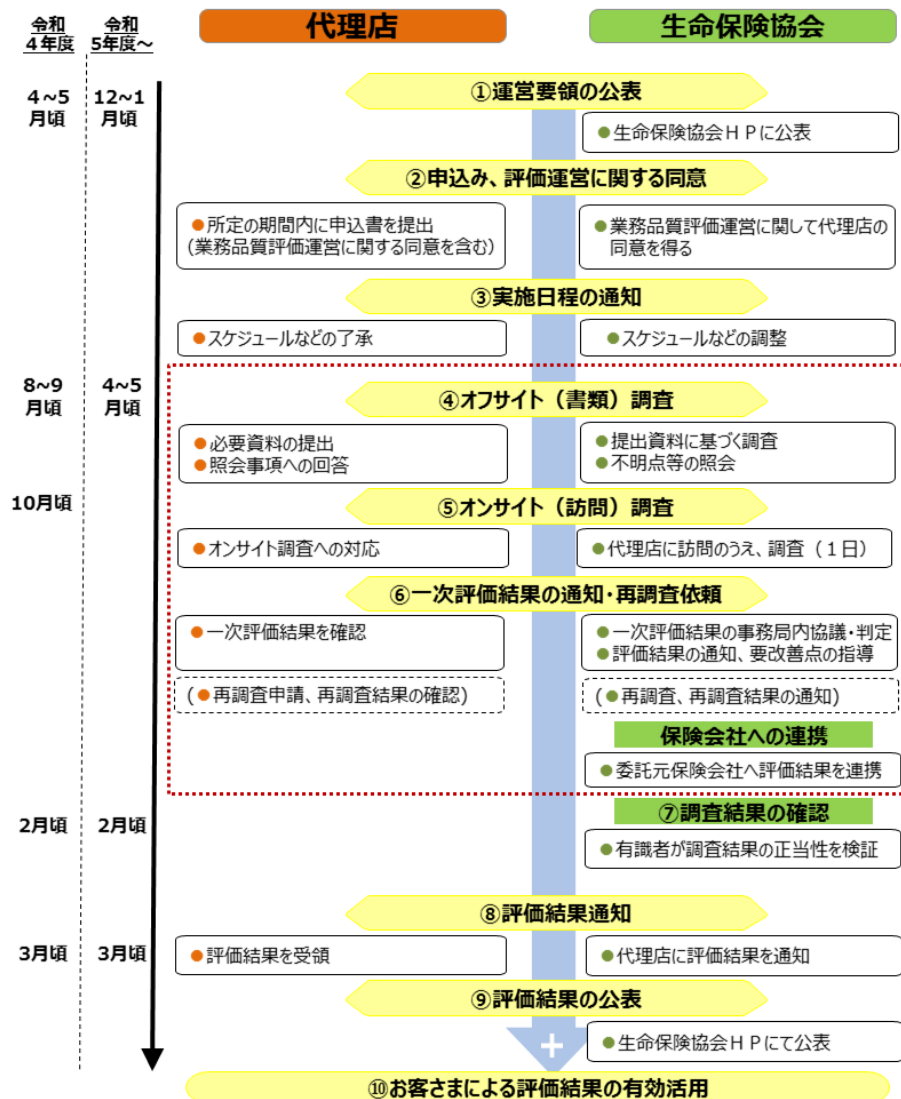 令和
4年度
令和
5年度～
代理店
生命保険協会
4～5
月頃
12～1
月頃
①運営要領の公表
●生命保険協会ＨＰに公表
②申込み、評価運営に関する同意
●所定の期間内に申込書を提出
(業務品質評価運営に関する同意を含む)
●業務品質評価運営に関して代理店の
同意を得る
③実施日程の通知
●スケジュールなどの了承
●スケジュールなどの調整
8～9
月頃
4～5
月頃
④オフサイト（書類）調査
●必要資料の提出
●照会事項への回答
●提出資料に基づく調査
●不明点等の照会
10月頃
⑤オンサイト（訪問）調査
●オンサイト調査への対応
●代理店に訪問のうえ、調査（１日）
⑥一次評価結果の通知・再調査依頼
●一次評価結果を確認
●一次評価結果の事務局内協議・判定
●評価結果の通知、要改善点の指導
(●再調査申請、再調査結果の確認)
(●再調査、再調査結果の通知)
保険会社への連携
●委託元保険会社へ評価結果を連携
2月頃
2月頃
⑦調査結果の確認
●有識者が調査結果の正当性を検証
⑧評価結果通知
3月頃
3月頃
●評価結果を受領
●代理店に評価結果を通知
⑨評価結果の公表
+
●生命保険協会ＨＰにて公表
⑩お客さまによる評価結果の有効活用